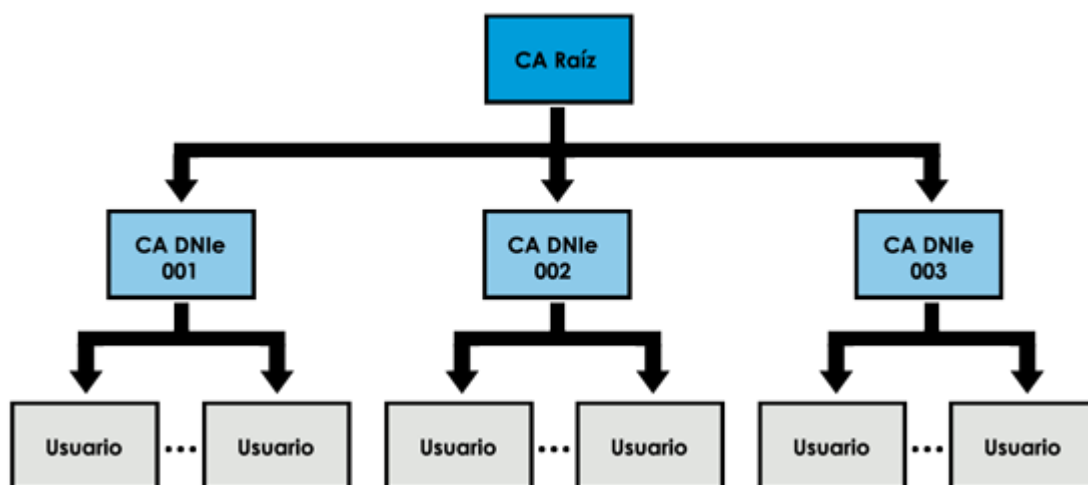 CA Raíz
CA DNIe
001
CA DNIe
002
CA DNIe
003
Usuario ... Usuario
Usuario ... Usuario
Usuario ... Usuario